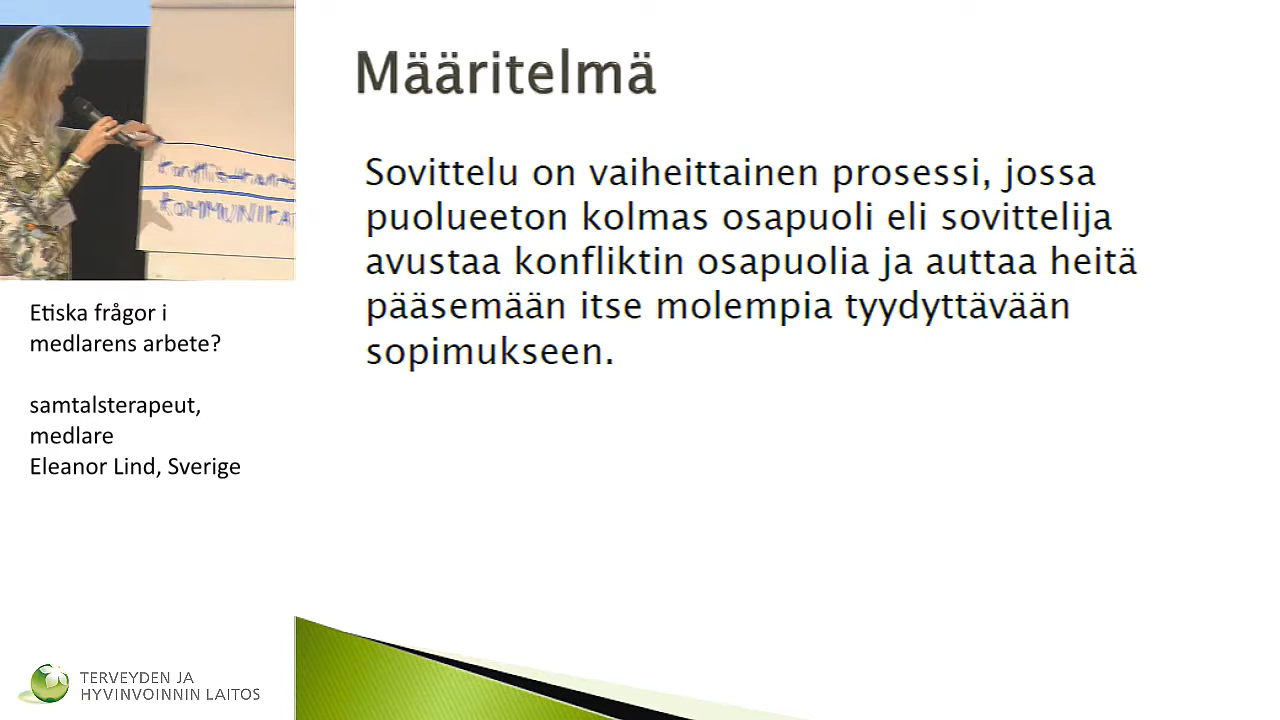 Määritelmä
Sovittelu on vaiheittainen prosessi, jossa
puolueeton kolmas osapuoli eli sovittelija
avustaa konfliktin osapuolia ja auttaa heitä
pääsemään itse molempia tyydyttävään
sopimukseen.
KOMMUNIKA
Etiska frågor i
medlarens arbete?
samtalsterapeut,
medlare
Eleanor Lind, Sverige
TERVEYDEN JA
HYVINVOINNIN LAITOS